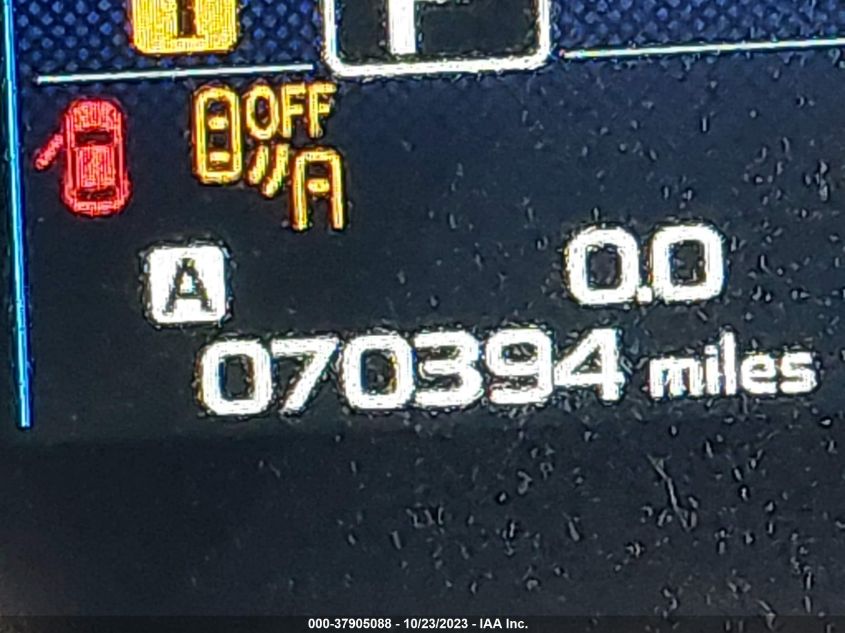 P
OFF
A
A 0.0
070394 miles
000-37905088 - 10/23/2023 - IAA Inc.